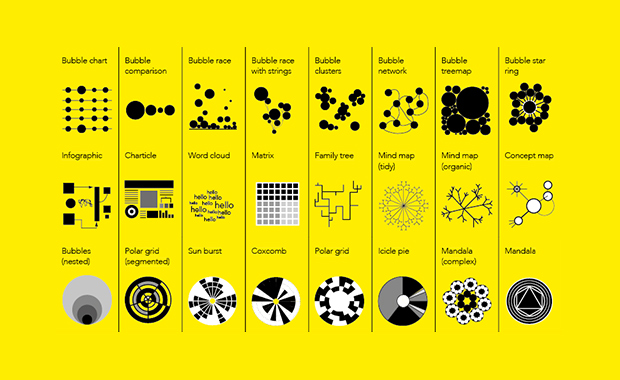 Bubble chart
Bubble
comparison
Bubble race
Bubble race
with strings
Bubble
clusters
Bubble
network
Bubble
treemap
Bubble star
ring
Infographic
Charticle
Word cloud
Matrix
Family tree
Mind map
(tidy)
Mind map
(organic)
Concept map
hello
hello hello
hello hello
hello hello
hello hello
hello
Bubbles
(nested)
Polar grid
(segmented)
Sun burst
Coxcomb
Polar grid
Icicle pie
Mandala
(complex)
Mandala